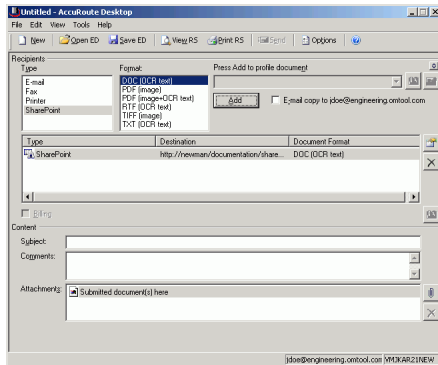 Untitled - AccuRoute Desktop
File Edit View Tools Help
New Open ED Save ED View RS Print RS Send Options
Recipients
Type Format: Press Add to profile document
E-mail
Fax
Printer
SharePoint
DOC (OCR text)
PDF (image)
PDF (image+OCR text)
RTF (OCR text)
TIFF (image)
TXT (OCR text)
Add E-mail copy to jdoe@engineering.omtool.com
Type Destination Document Format
SharePoint http://newman/documentation/share... DOC (OCR text)
Billing
Content
Subject:
Comments:
Attachments: Submitted document(s) here
jdoe@engineering.omtool.com VMJKAR21NEW